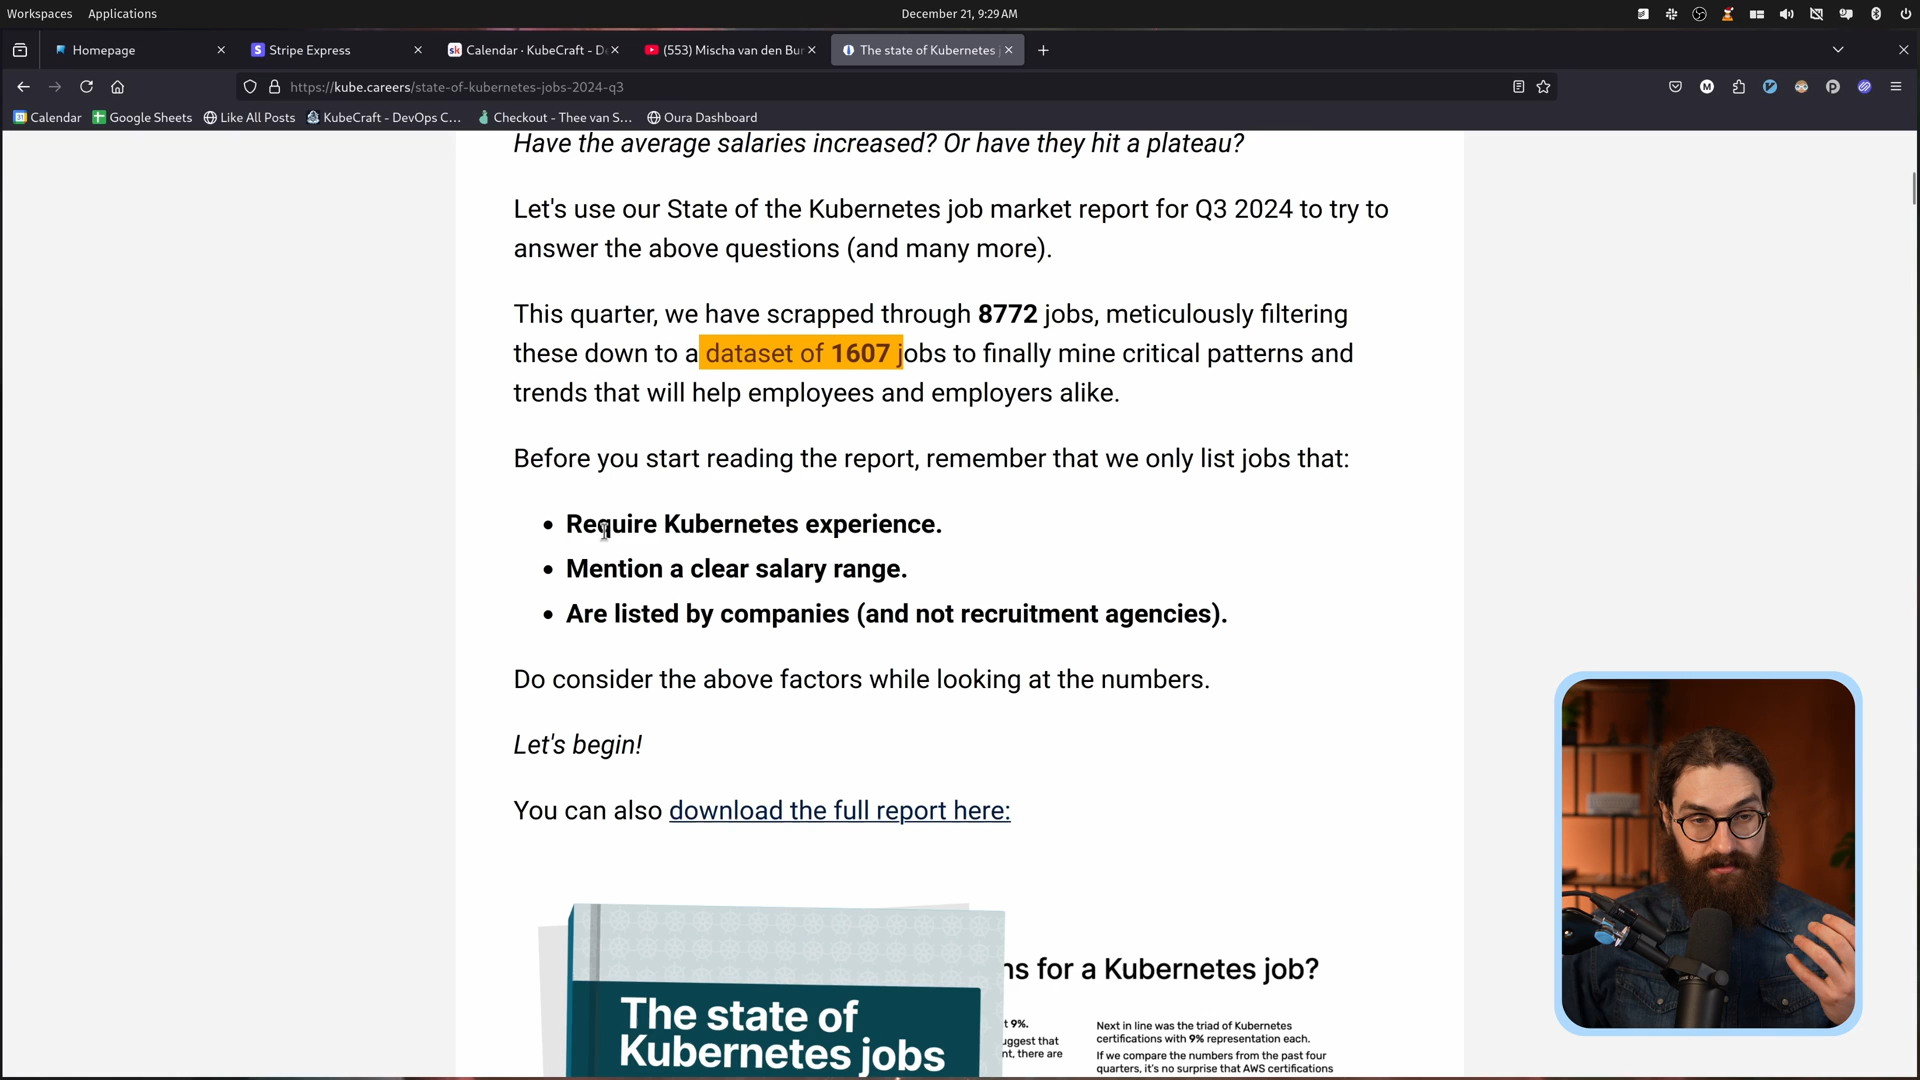 Workspaces Applications December 21, 9:29 AM
Homepage Stripe Express Calendar · KubeCraft - De (553) Mischa van den Bur The state of Kubernetes j
https://kube.careers/state-of-kubernetes-jobs-2024-q3
Calendar Google Sheets Like All Posts KubeCraft - DevOps C... Checkout - Thee van S... Oura Dashboard
Have the average salaries increased? Or have they hit a plateau?
Let's use our State of the Kubernetes job market report for Q3 2024 to try to
answer the above questions (and many more).
This quarter, we have scrapped through 8772 jobs, meticulously filtering
these down to a dataset of 1607 jobs to finally mine critical patterns and
trends that will help employees and employers alike.
Before you start reading the report, remember that we only list jobs that:
• Require Kubernetes experience.
• Mention a clear salary range.
• Are listed by companies (and not recruitment agencies).
Do consider the above factors while looking at the numbers.
Let's begin!
You can also download the full report here:
ns for a Kubernetes job?
The state of
Kubernetes jobs
t 9%.
uggest that
nt, there are
Next in line was the triad of Kubernetes
certifications with 9% representation each.
If we compare the numbers from the past four
quarters, it's no surprise that AWS certifications